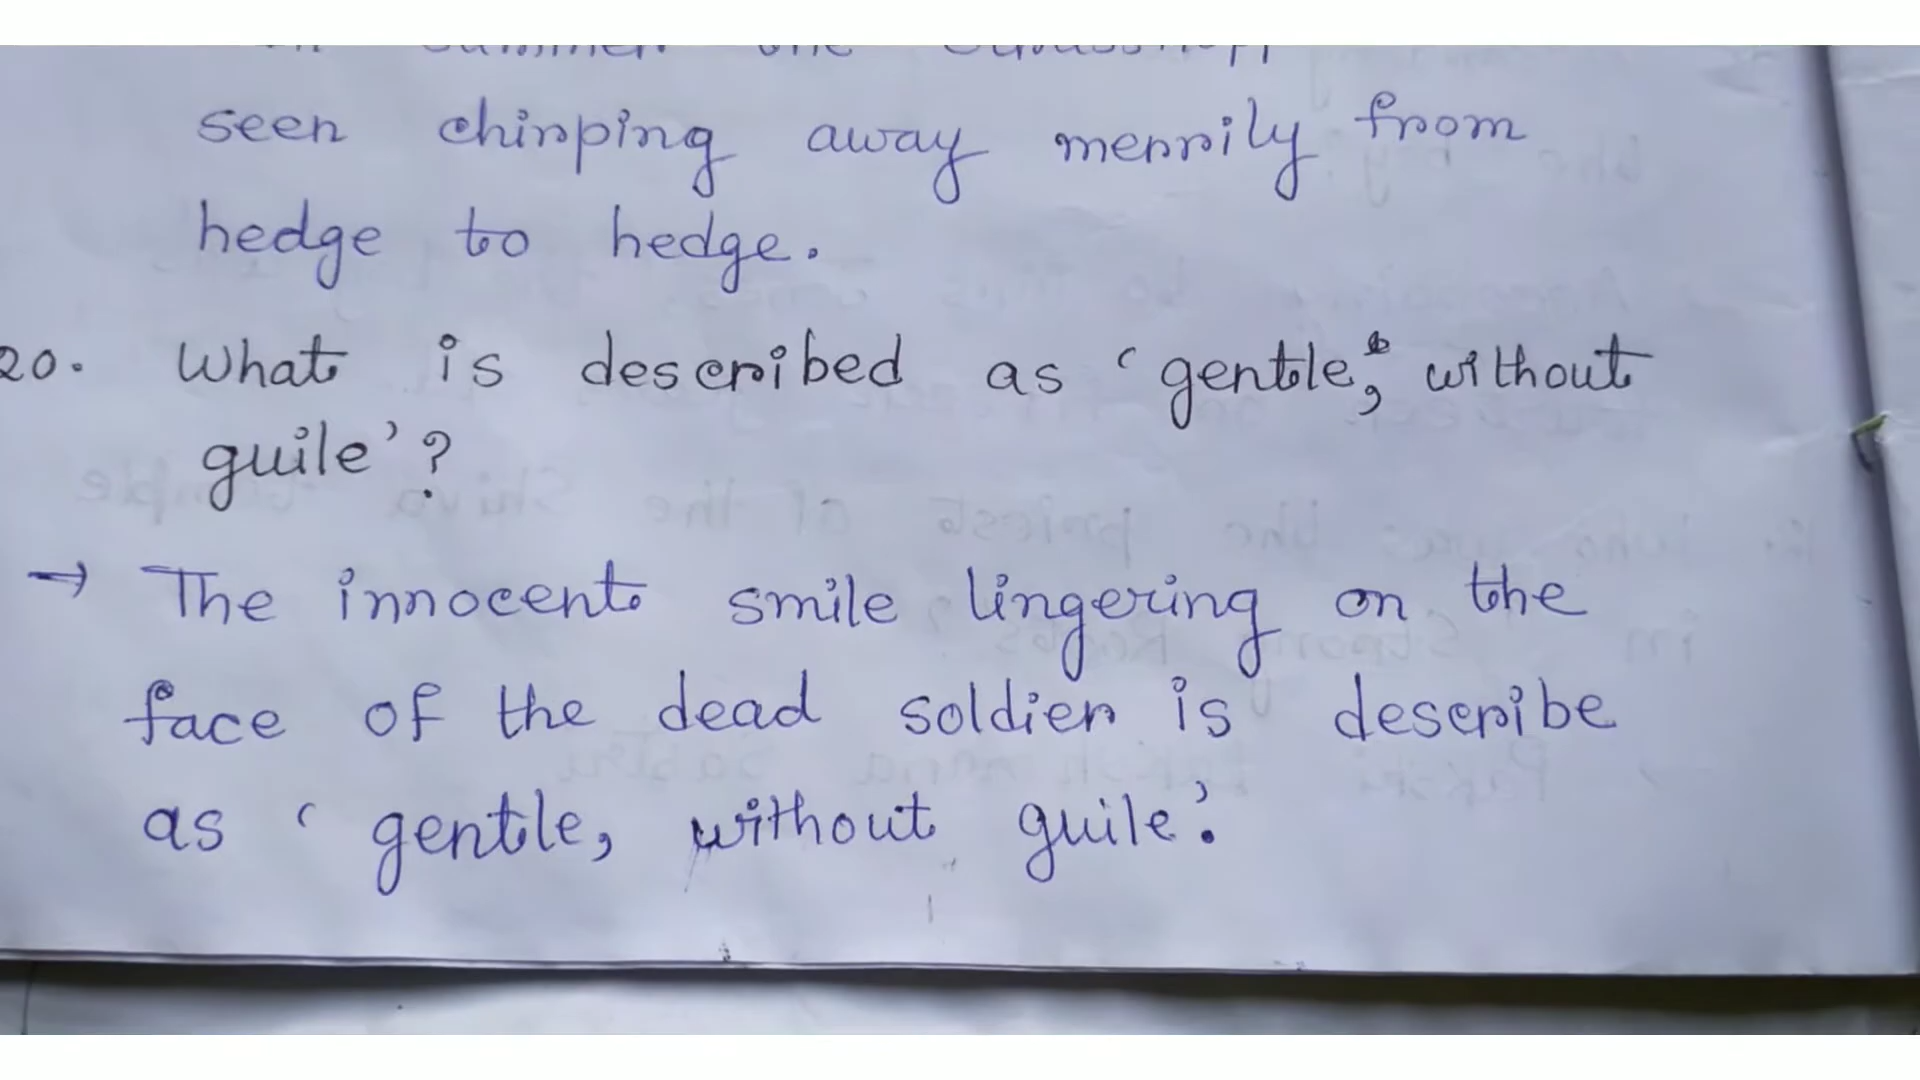 seen chirping away merrily from
hedge to hedge.
20. What is described as 'gentle, without
guile'?
→ The innocent smile lingering on the
face of the dead soldier is describe
as 'gentle, without guile'.